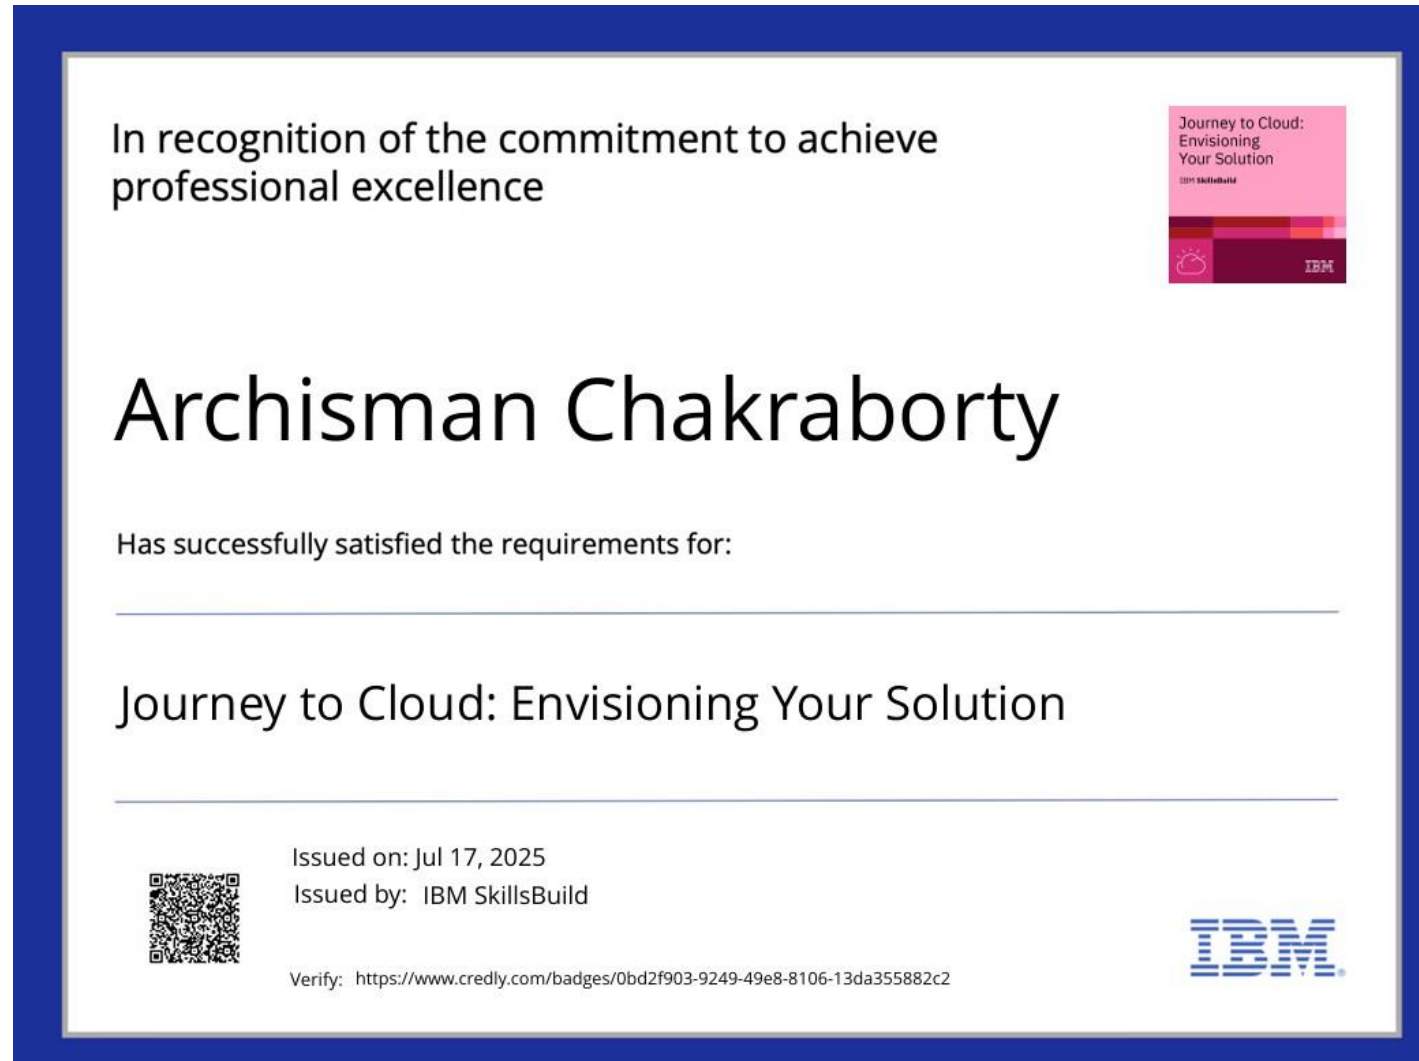 In recognition of the commitment to achieve
professional excellence
Journey to Cloud:
Envisioning
Your Solution
IBM SkillsBuild
IBM
Archisman Chakraborty
Has successfully satisfied the requirements for:
Journey to Cloud: Envisioning Your Solution
Issued on: Jul 17, 2025
Issued by: IBM SkillsBuild
IBM
Verify: https://www.credly.com/badges/0bd2f903-9249-49e8-8106-13da355882c2